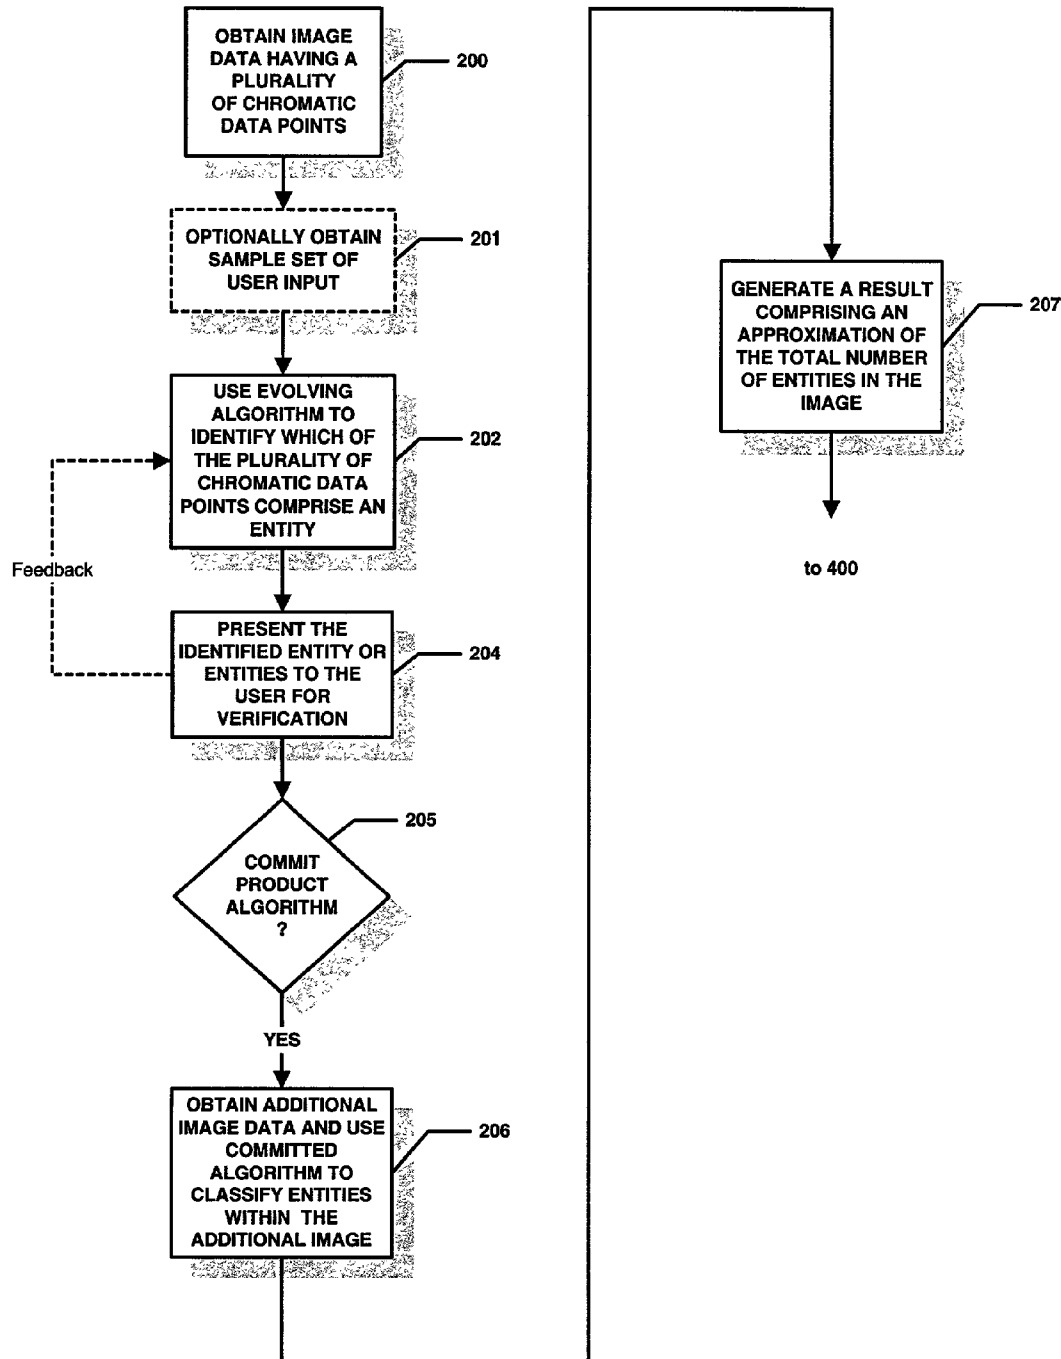 OBTAIN IMAGE
DATA HAVING A
PLURALITY
OF CHROMATIC
DATA POINTS
200
OPTIONALLY OBTAIN
SAMPLE SET OF
USER INPUT
201
USE EVOLVING
ALGORITHM TO
IDENTIFY WHICH OF
THE PLURALITY OF
CHROMATIC DATA
POINTS COMPRISE AN
ENTITY
202
Feedback
PRESENT THE
IDENTIFIED ENTITY OR
ENTITIES TO THE
USER FOR
VERIFICATION
204
COMMIT
PRODUCT
ALGORITHM
?
205
YES
OBTAIN ADDITIONAL
IMAGE DATA AND USE
COMMITTED
ALGORITHM TO
CLASSIFY ENTITIES
WITHIN THE
ADDITIONAL IMAGE
206
GENERATE A RESULT
COMPRISING AN
APPROXIMATION OF
THE TOTAL NUMBER
OF ENTITIES IN THE
IMAGE
207
to 400